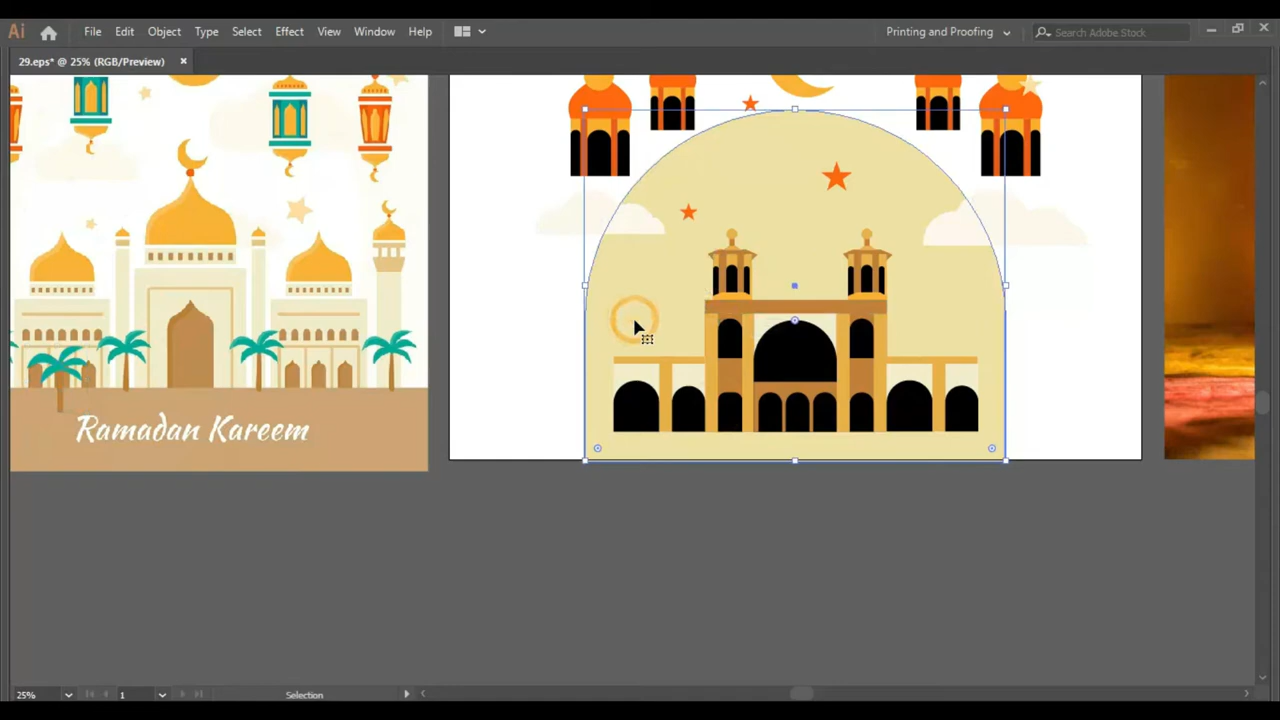 Ai File Edit Object Type Select Effect View Window Help Printing and Proofing Search Adobe Stock
29.eps* @ 25% (RGB/Preview) ×
Ramadan Kareem
25% 1 Selection